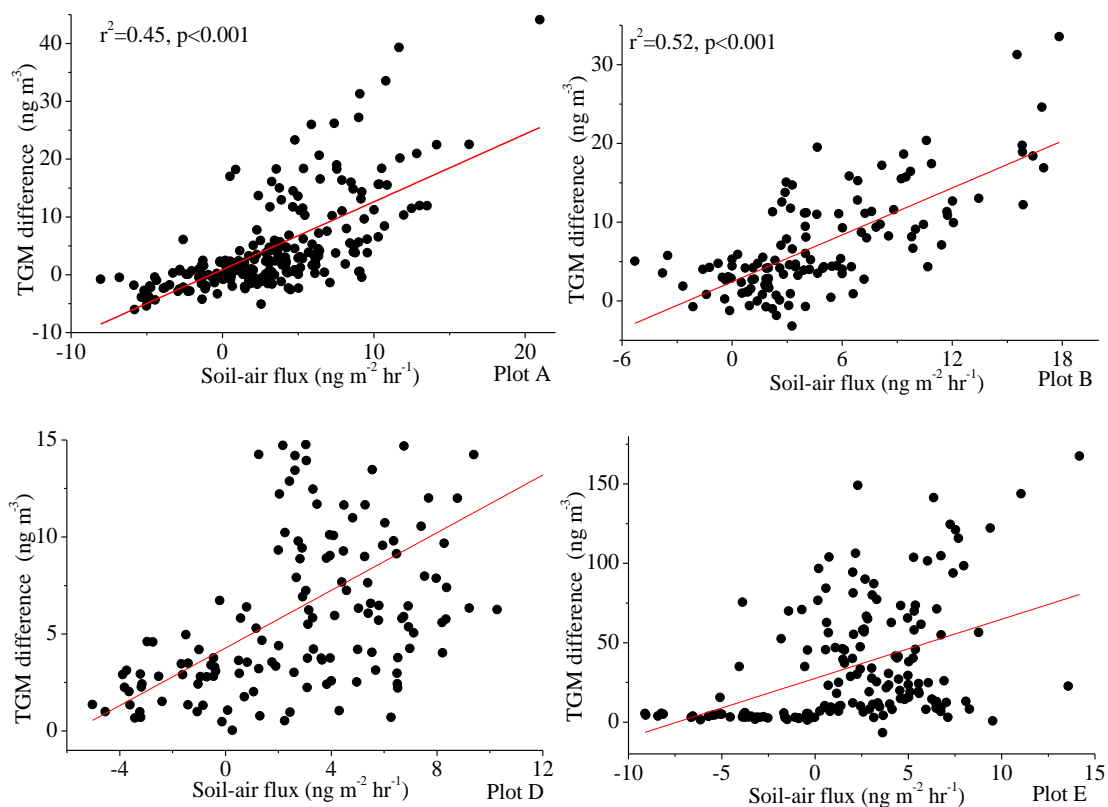 r²=0.45, p<0.001
TGM difference (ng m⁻³)
40
30
20
10
0
-10
-10
0
10
20
Soil-air flux (ng m⁻² hr⁻¹)
Plot A
r²=0.52, p<0.001
TGM difference (ng m⁻³)
30
20
10
0
-6
0
6
12
18
Soil-air flux (ng m⁻² hr⁻¹)
Plot B
TGM difference (ng m⁻³)
15
10
5
0
-4
0
4
8
12
Soil-air flux (ng m⁻² hr⁻¹)
Plot D
TGM difference (ng m⁻³)
150
100
50
0
-10
-5
0
5
10
15
Soil-air flux (ng m⁻² hr⁻¹)
Plot E